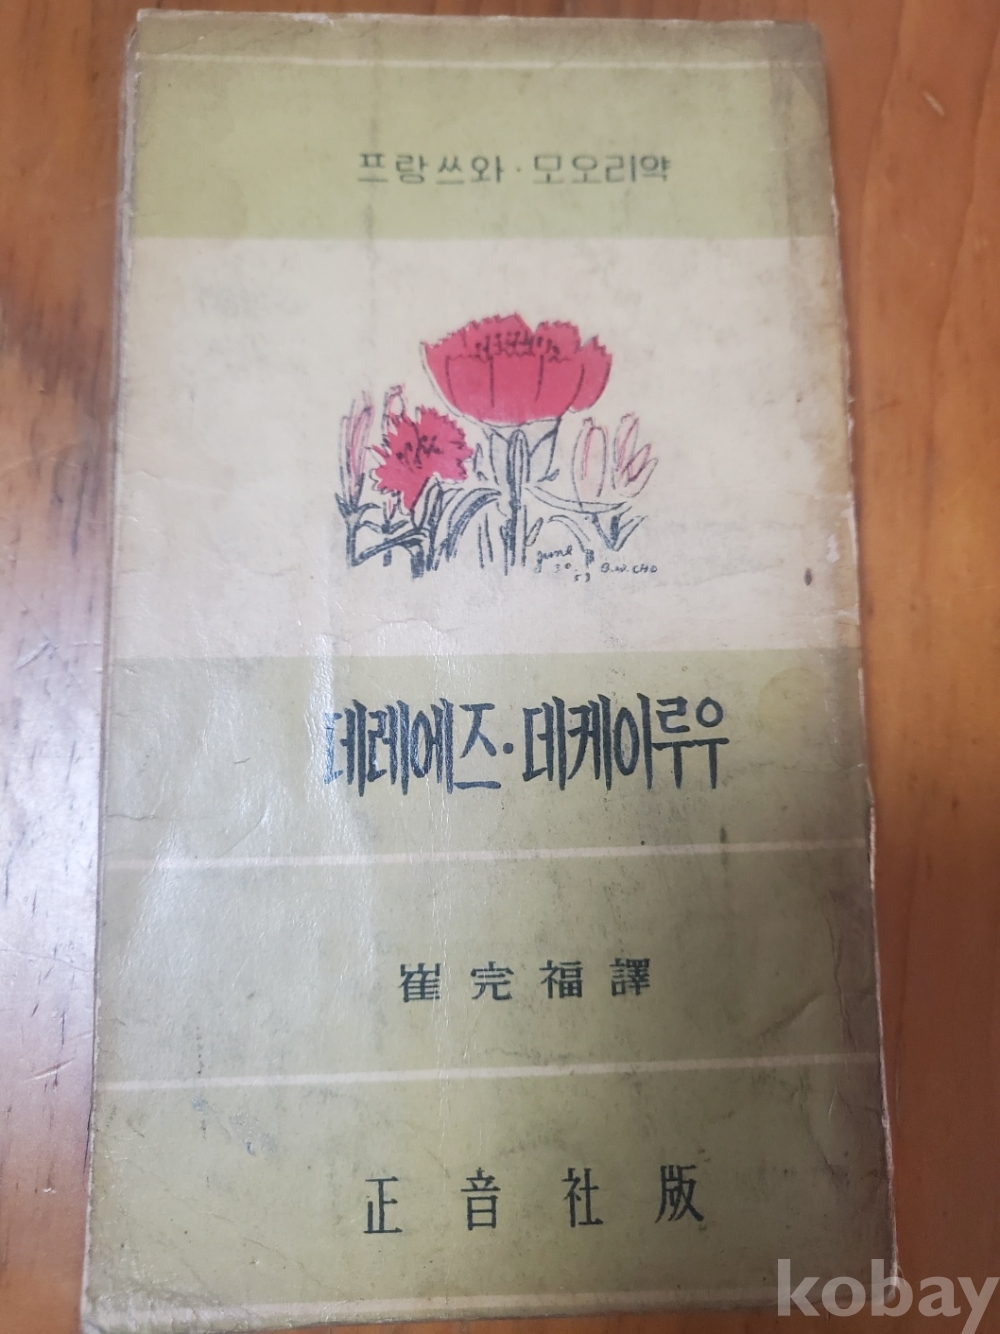 프랑쓰와·모오리약
June
30
53 B.W.CHO
테레에즈·데케이루우
崔完福譯
正音社版
kobay